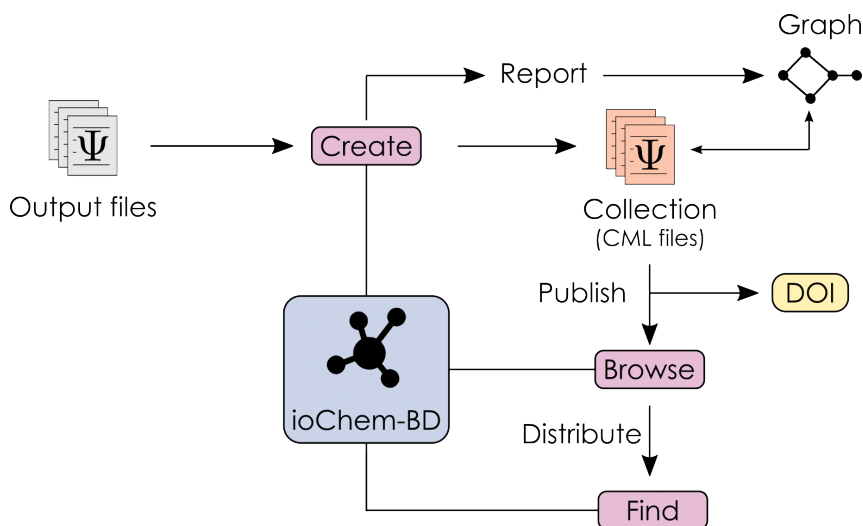 Graph
Report
Ψ
Create
Ψ
Output files
Collection
(CML files)
Publish
DOI
Browse
ioChem-BD
Distribute
Find